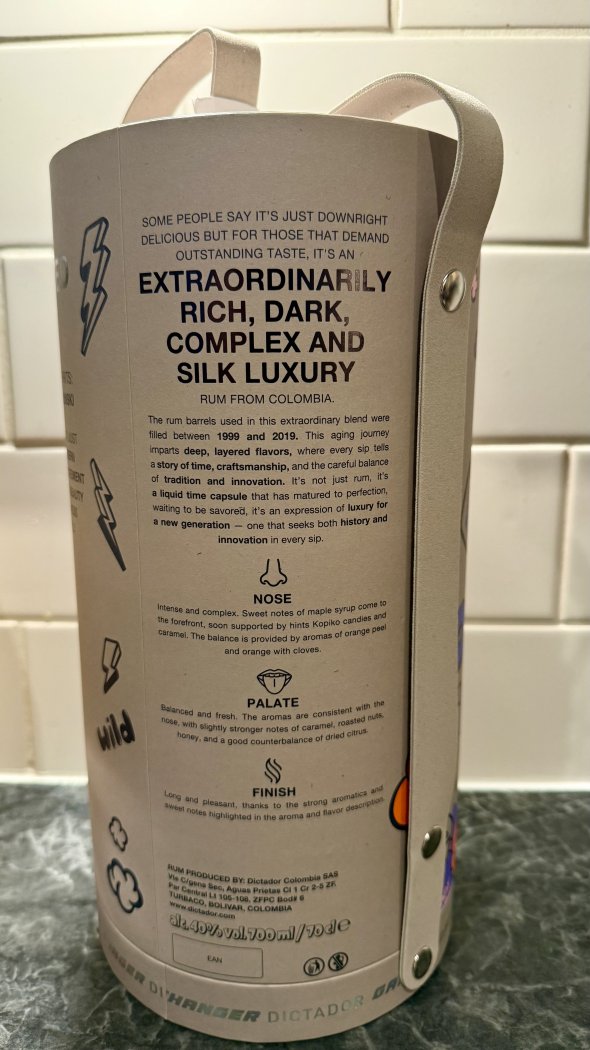 SOME PEOPLE SAY IT'S JUST DOWNRIGHT
DELICIOUS BUT FOR THOSE THAT DEMAND
OUTSTANDING TASTE, IT'S AN
EXTRAORDINARILY
RICH, DARK,
COMPLEX AND
SILK LUXURY
RUM FROM COLOMBIA.
The rum barrels used in this extraordinary blend were
filled between 1999 and 2019. This aging journey
imparts deep, layered flavors, where every sip tells
a story of time, craftsmanship, and the careful balance
of tradition and innovation. It's not just rum, it's
a liquid time capsule that has matured to perfection,
waiting to be savored, it's an expression of luxury for
a new generation — one that seeks both history and
innovation in every sip.
NOSE
Intense and complex. Sweet notes of maple syrup come to
the forefront, soon supported by hints Kopiko candies and
caramel. The balance is provided by aromas of orange peel
and orange with cloves.
PALATE
Balanced and fresh. The aromas are consistent with the
nose, with slightly stronger notes of caramel, roasted nuts,
honey, and a good counterbalance of dried citrus.
FINISH
Long and pleasant, thanks to the strong aromatics and
sweet notes highlighted in the aroma and flavor description.
wild
RUM PRODUCED BY: Dictador Colombia SAS
Vía C/gena Sec, Aguas Prietas Cl 1 Cr 2-5 ZF.
Par Central Lt 105-106, ZFPC Bod# 6
TURBACO, BOLIVAR, COLOMBIA
www.dictador.com
alc.40%vol.700ml/70cl e
EAN
HANGER DICTADOR